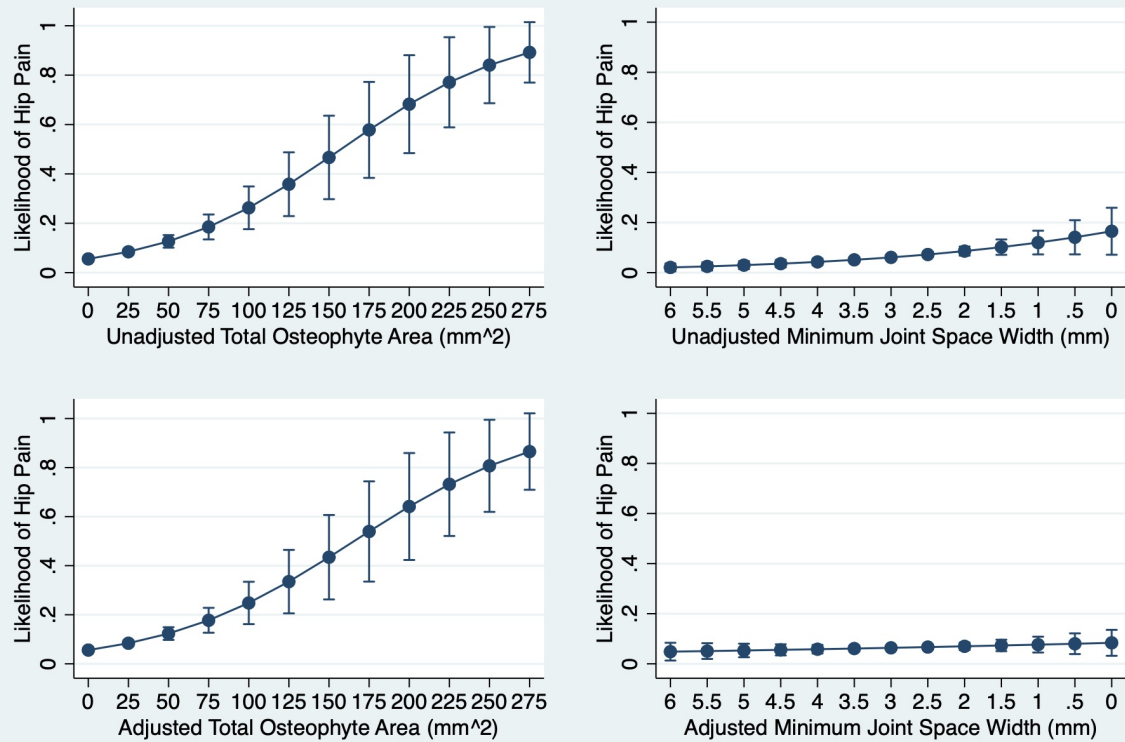 Likelihood of Hip Pain
1
.8
.6
.4
.2
0
0 25 50 75 100 125 150 175 200 225 250 275
Unadjusted Total Osteophyte Area (mm^2)
Likelihood of Hip Pain
1
.8
.6
.4
.2
0
6 5.5 5 4.5 4 3.5 3 2.5 2 1.5 1 .5 0
Unadjusted Minimum Joint Space Width (mm)
Likelihood of Hip Pain
1
.8
.6
.4
.2
0
0 25 50 75 100 125 150 175 200 225 250 275
Adjusted Total Osteophyte Area (mm^2)
Likelihood of Hip Pain
1
.8
.6
.4
.2
0
6 5.5 5 4.5 4 3.5 3 2.5 2 1.5 1 .5 0
Adjusted Minimum Joint Space Width (mm)